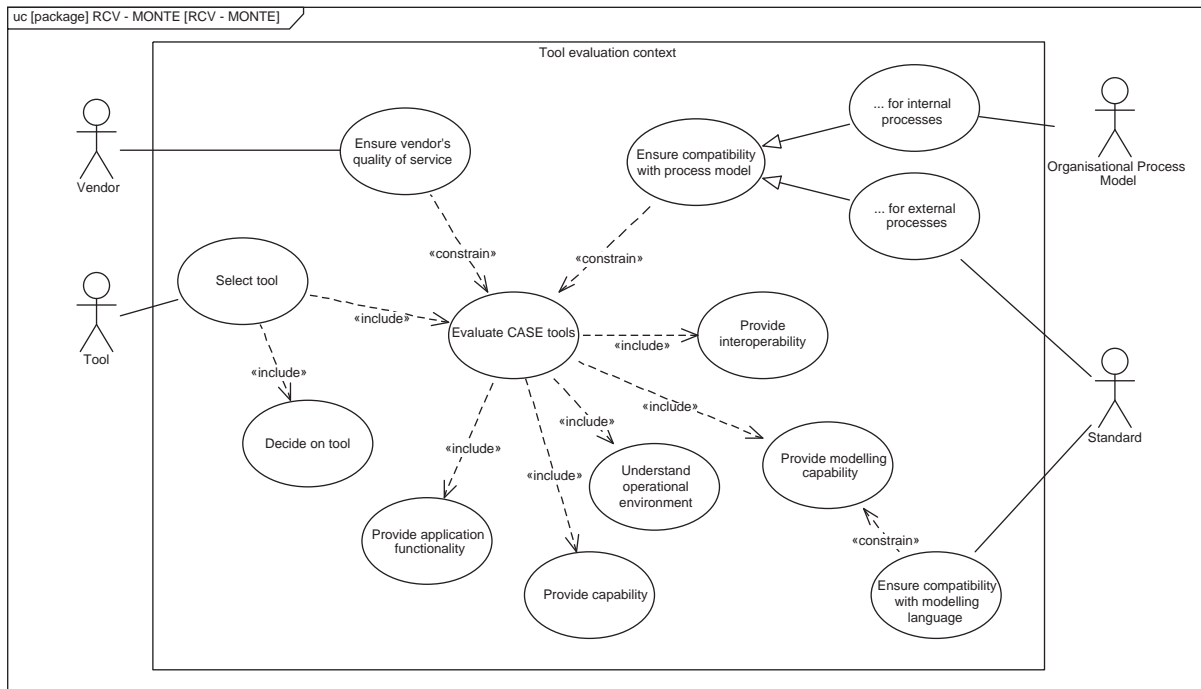 uc [package] RCV - MONTE [RCV - MONTE]
Tool evaluation context
Ensure vendor's
quality of service
Vendor
Ensure compatibility
with process model
... for internal
processes
Organisational Process
Model
... for external
processes
«constrain»
«constrain»
Select tool
Tool
«include»
Evaluate CASE tools
«include»
Provide
interoperability
«include»
Decide on tool
«include»
«include»
«include»
«include»
Understand
operational
environment
Provide modelling
capability
Standard
Provide application
functionality
Provide capability
«constrain»
Ensure compatibility
with modelling
language